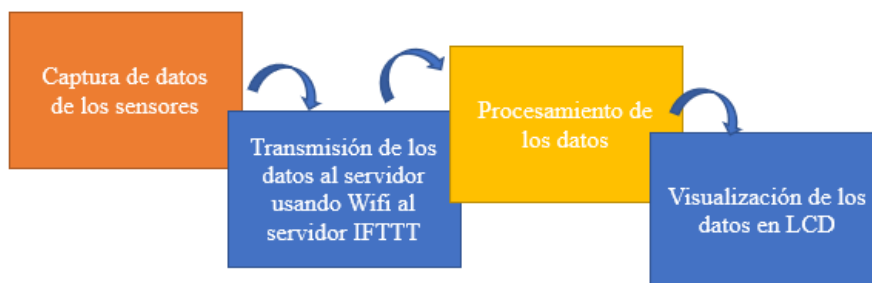 Captura de datos
de los sensores
Transmisión de los
datos al servidor
usando Wifi al
servidor IFTTT
Procesamiento de
los datos
Visualización de los
datos en LCD